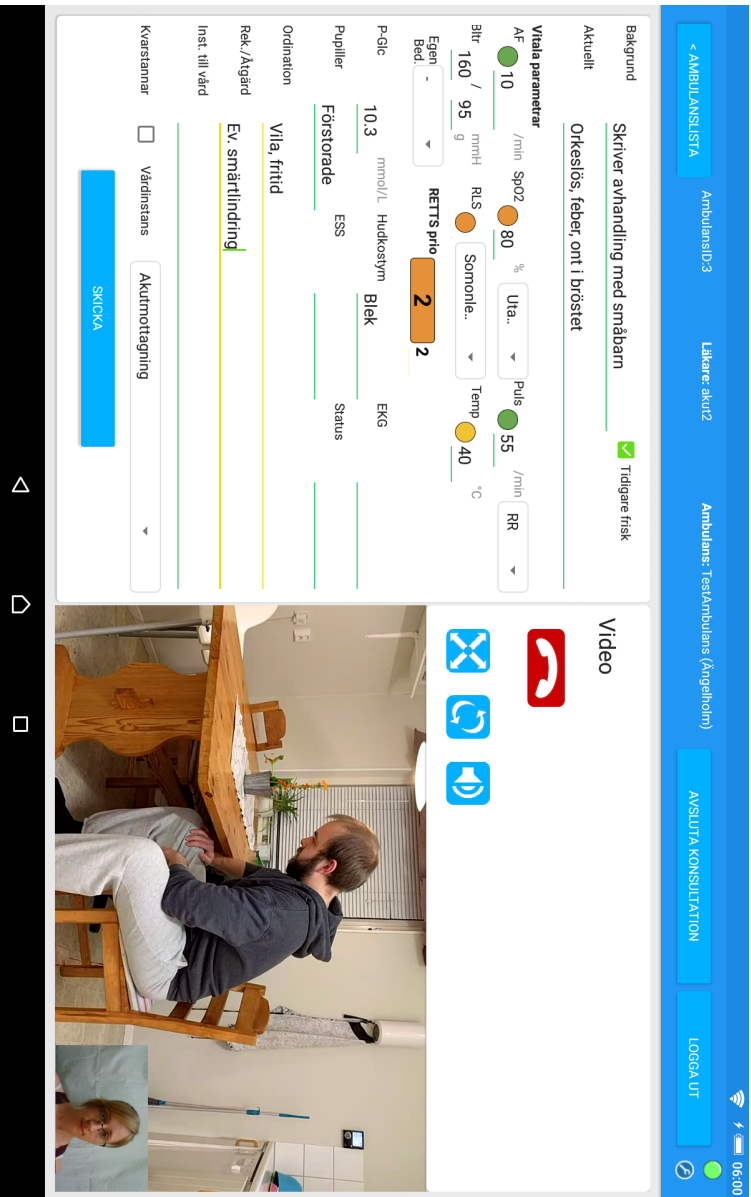 06:00
< AMBULANSLISTA
AmbulansID:3
Läkare: akut2
Ambulans: TestAmbulans (Ängelholm)
AVSLUTA KONSULTATION
LOGGA UT
Bakgrund
Skriver avhandling med småbarn
Tidigare frisk
Aktuellt
Orkeslös, feber, ont i bröstet
Vitala parametrar
AF 10 /min SpO2 80 % Uta.. Puls 55 /min RR
Bltr 160 / 95 mmH g RLS Somonle.. Temp 40 °C
Egen Bed. - RETTS prio 2 2
P-Glc 10.3 mmol/L Hudkostym Blek EKG
Pupiller Förstorade ESS Status
Ordination Vila, fritid
Rek./Åtgärd Ev. smärtlindring
Inst. till vård
Kvarstannar Vårdinstans Akutmottagning
SKICKA
Video